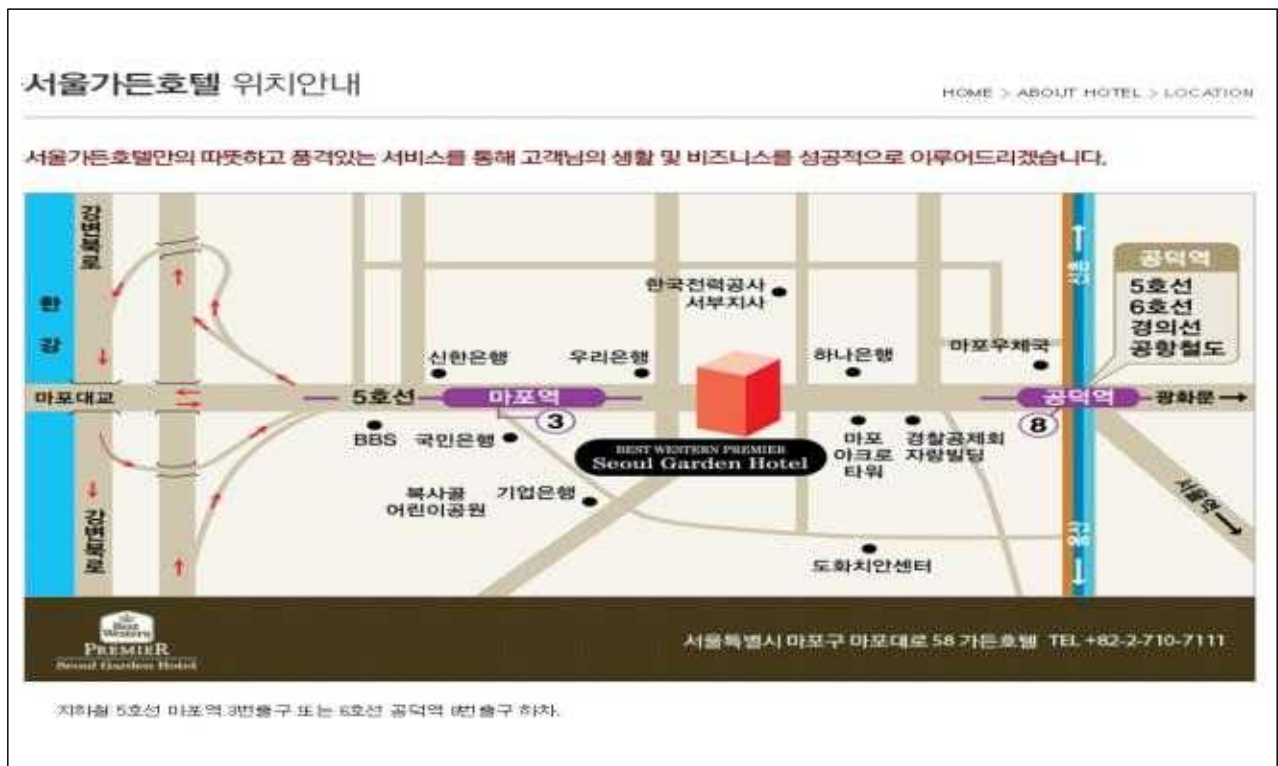 서울가든호텔 위치안내
HOME > ABOUT HOTEL > LOCATION
서울가든호텔만의 따뜻하고 품격있는 서비스를 통해 고객님의 생활 및 비즈니스를 성공적으로 이루어드리겠습니다.
강변북로
한강
공덕역
5호선
6호선
경의선
공항철도
한국전력공사
서부지사
신한은행
우리은행
하나은행
마포우체국
마포대교
5호선
마포역
3
공덕역
8
광화문
BBS
국민은행
BEST WESTERN PREMIER
Seoul Garden Hotel
마포
아크로
타워
경찰공제회
자람빌딩
복사골
어린이공원
기업은행
서울역
강변북로
용산
도화치안센터
Best
Western
PREMIER
Seoul Garden Hotel
서울특별시 마포구 마포대로 58 가든호텔 TEL +82-2-710-7111
지하철 5호선 마포역 3번출구 또는 6호선 공덕역 8번출구 하차.